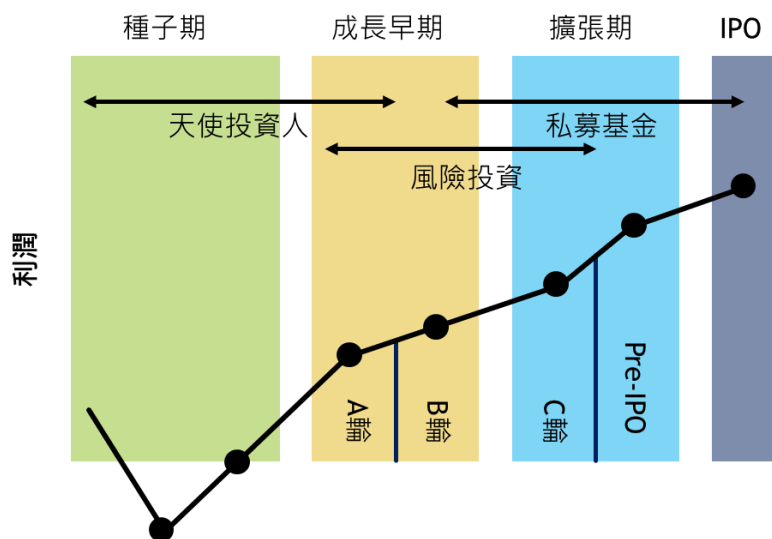 種子期
成長早期
擴張期
IPO
天使投資人
私募基金
風險投資
利潤
A輪
B輪
C輪
Pre-IPO